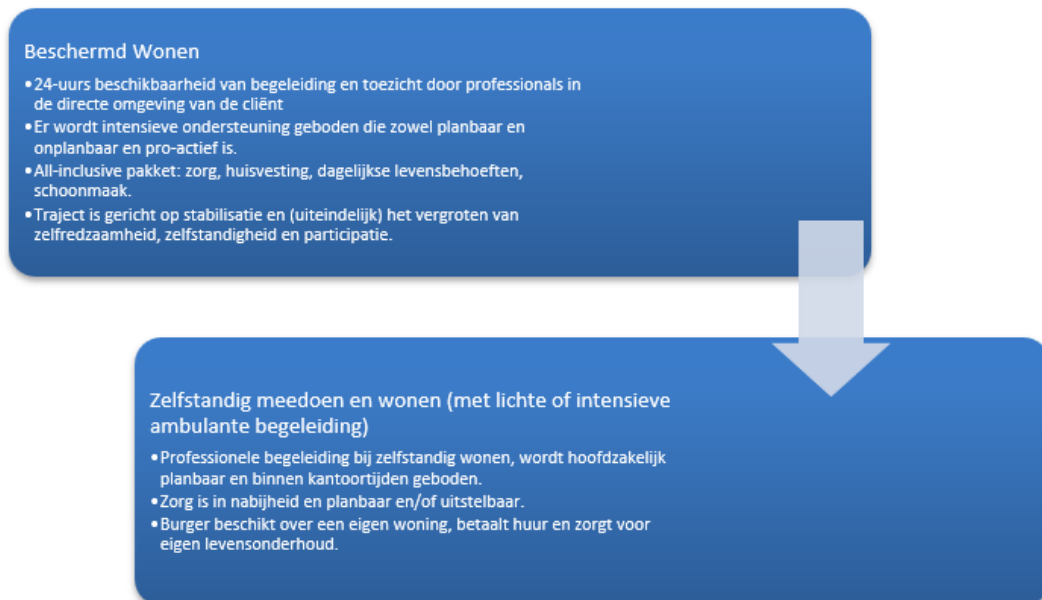 Beschermd Wonen
•24-uurs beschikbaarheid van begeleiding en toezicht door professionals in
de directe omgeving van de cliënt
•Er wordt intensieve ondersteuning geboden die zowel planbaar en
onplanbaar en pro-actief is.
•All-inclusive pakket: zorg, huisvesting, dagelijkse levensbehoeften,
schoonmaak.
•Traject is gericht op stabilisatie en (uiteindelijk) het vergroten van
zelfredzaamheid, zelfstandigheid en participatie.
Zelfstandig meedoen en wonen (met lichte of intensieve
ambulante begeleiding)
•Professionele begeleiding bij zelfstandig wonen, wordt hoofdzakelijk
planbaar en binnen kantoortijden geboden.
•Zorg is in nabijheid en planbaar en/of uitstelbaar.
•Burger beschikt over een eigen woning, betaalt huur en zorgt voor
eigen levensonderhoud.